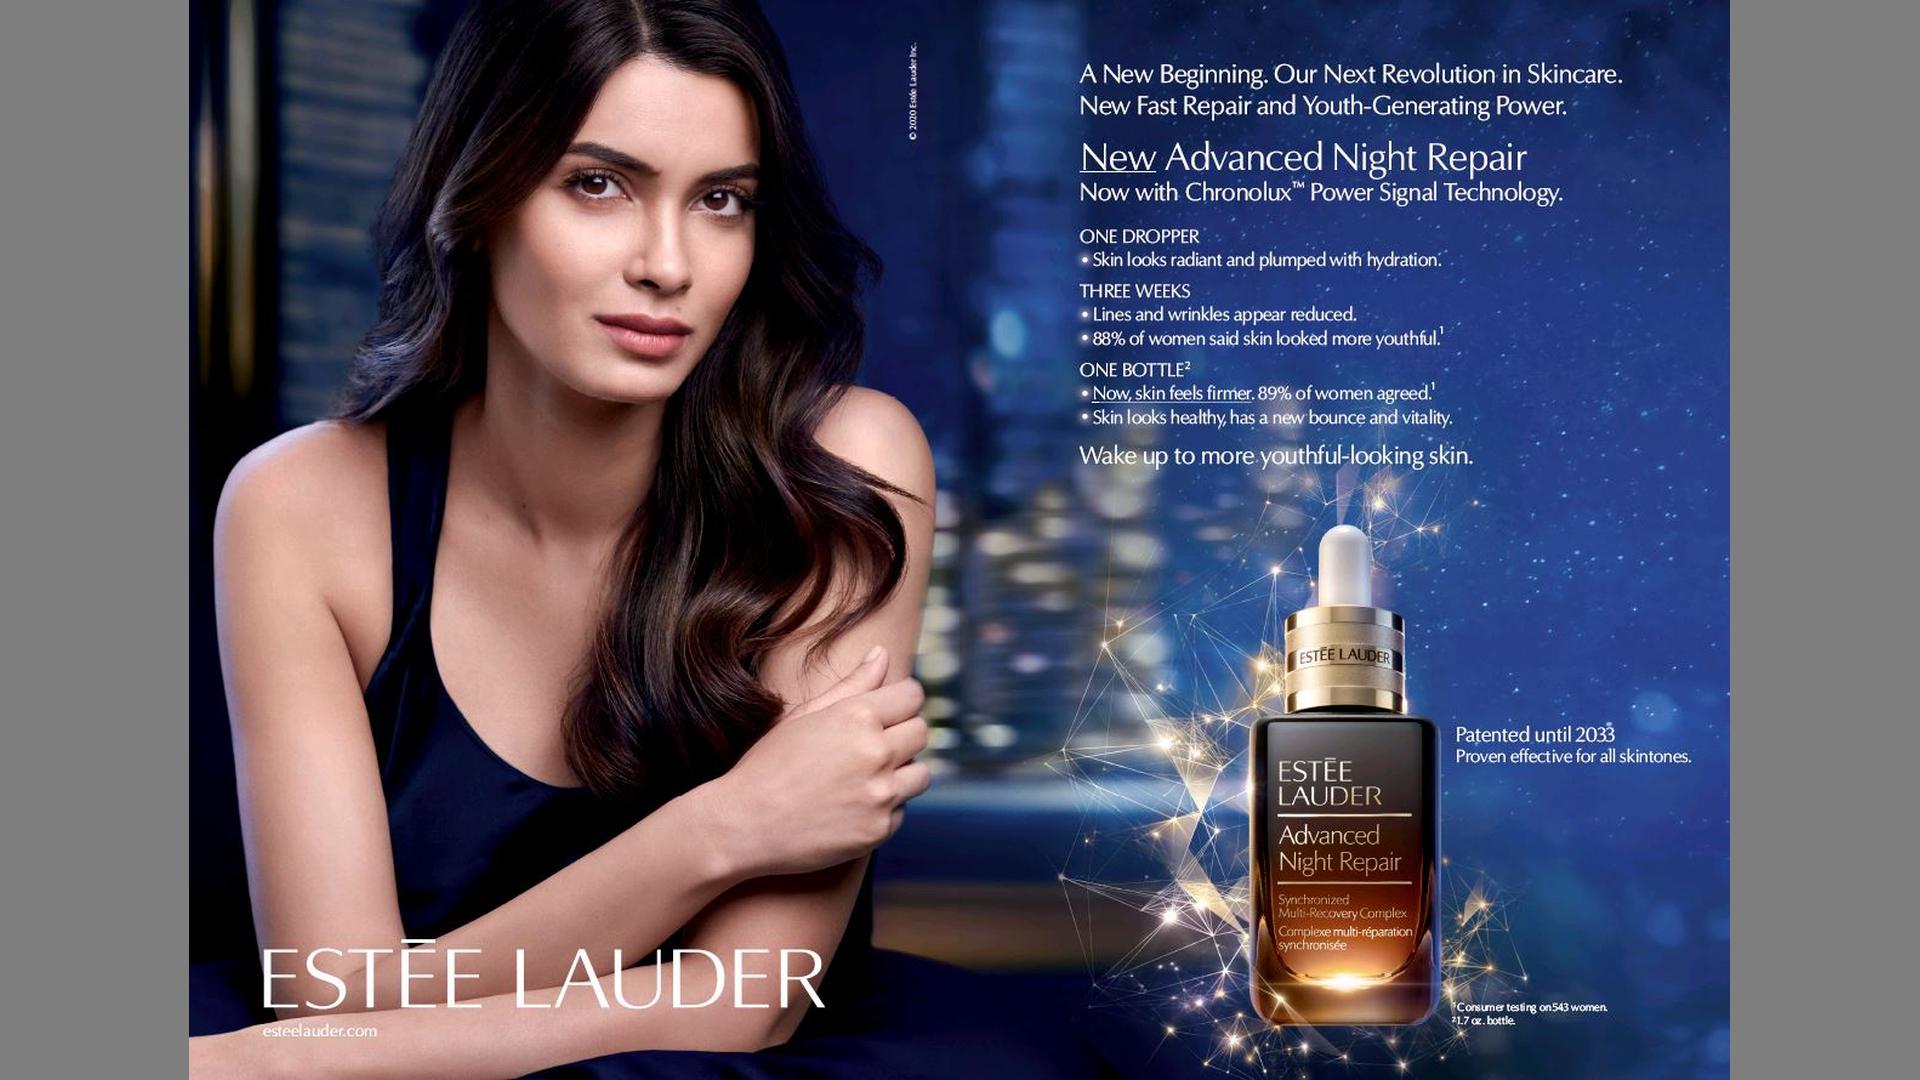 © 2020 Estée Lauder Inc.
A New Beginning. Our Next Revolution in Skincare.
New Fast Repair and Youth-Generating Power.
New Advanced Night Repair
Now with Chronolux™ Power Signal Technology.
ONE DROPPER
• Skin looks radiant and plumped with hydration.
THREE WEEKS
• Lines and wrinkles appear reduced.
• 88% of women said skin looked more youthful.¹
ONE BOTTLE²
• Now, skin feels firmer. 89% of women agreed.¹
• Skin looks healthy, has a new bounce and vitality.
Wake up to more youthful-looking skin.
ESTĒE LAUDER
Patented until 2033
Proven effective for all skintones.
ESTĒE
LAUDER
Advanced
Night Repair
Synchronized
Multi-Recovery Complex
Complexe multi-réparation
synchronisée
¹Consumer testing on 543 women.
²1.7 oz. bottle.
ESTĒE LAUDER
esteelauder.com